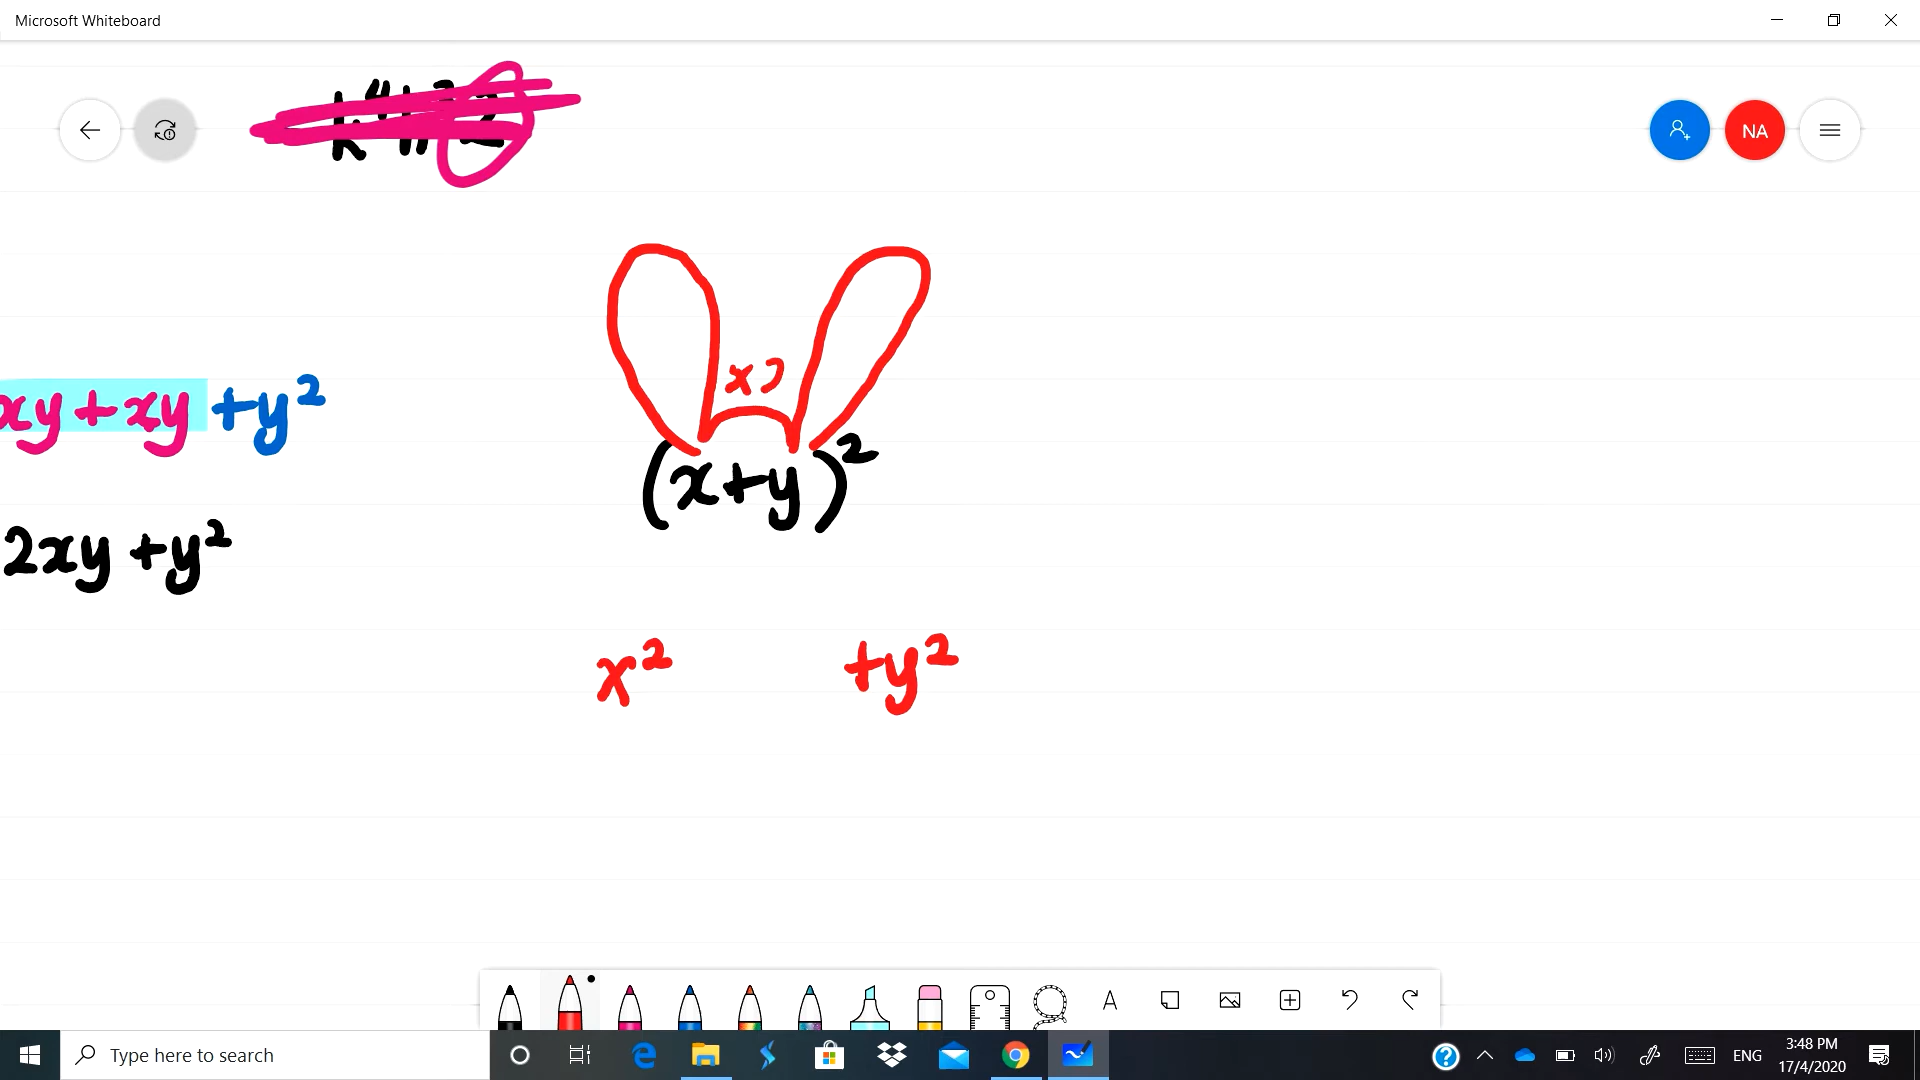 Microsoft Whiteboard
NA
xy+xy +y²
2xy +y²
x
(x+y)²
x² +y²
A
Type here to search
ENG
3:48 PM
17/4/2020